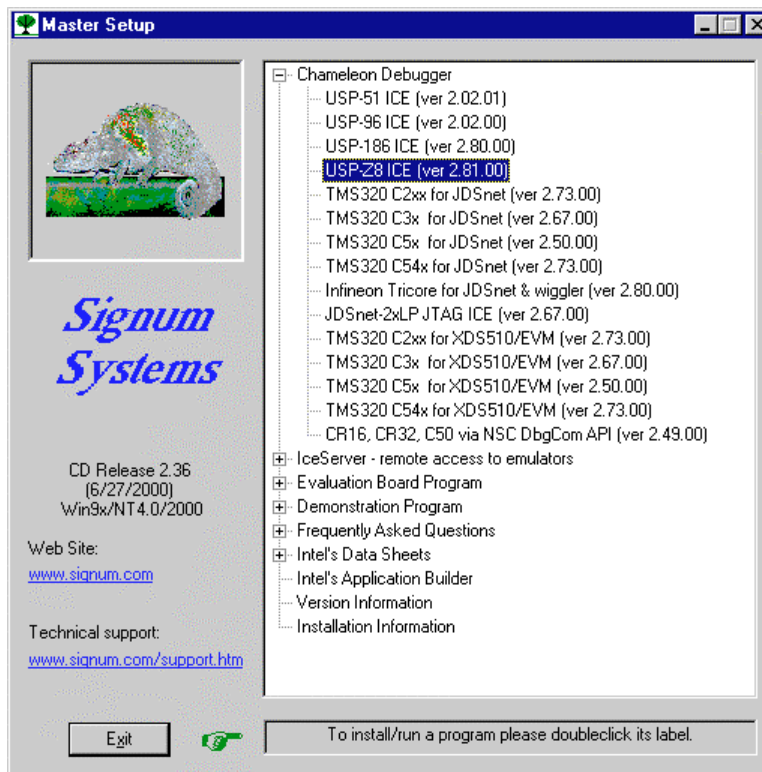 Master Setup
Chameleon Debugger
USP-51 ICE (ver 2.02.01)
USP-96 ICE (ver 2.02.00)
USP-186 ICE (ver 2.80.00)
USP-Z8 ICE (ver 2.81.00)
TMS320 C2xx for JDSnet (ver 2.73.00)
TMS320 C3x for JDSnet (ver 2.67.00)
TMS320 C5x for JDSnet (ver 2.50.00)
TMS320 C54x for JDSnet (ver 2.73.00)
Infineon Tricore for JDSnet & wiggler (ver 2.80.00)
JDSnet-2xLP JTAG ICE (ver 2.67.00)
TMS320 C2xx for XDS510/EVM (ver 2.73.00)
TMS320 C3x for XDS510/EVM (ver 2.67.00)
TMS320 C5x for XDS510/EVM (ver 2.50.00)
TMS320 C54x for XDS510/EVM (ver 2.73.00)
CR16, CR32, C50 via NSC DbgCom API (ver 2.49.00)
IceServer - remote access to emulators
Evaluation Board Program
Demonstration Program
Frequently Asked Questions
Intel's Data Sheets
Intel's Application Builder
Version Information
Installation Information
Signum
Systems
CD Release 2.36
(6/27/2000)
Win9x/NT4.0/2000
Web Site:
www.signum.com
Technical support:
www.signum.com/support.htm
Exit
To install/run a program please doubleclick its label.